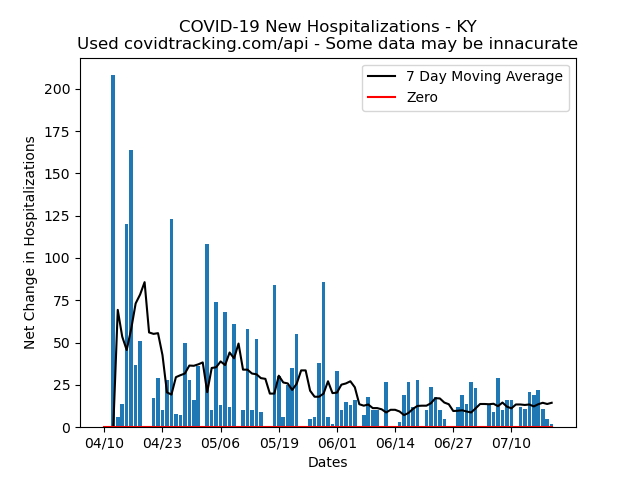 COVID-19 New Hospitalizations - KY
Used covidtracking.com/api - Some data may be innacurate
7 Day Moving Average
Zero
Net Change in Hospitalizations
200
175
150
125
100
75
50
25
0
04/10 04/23 05/06 05/19 06/01 06/14 06/27 07/10
Dates